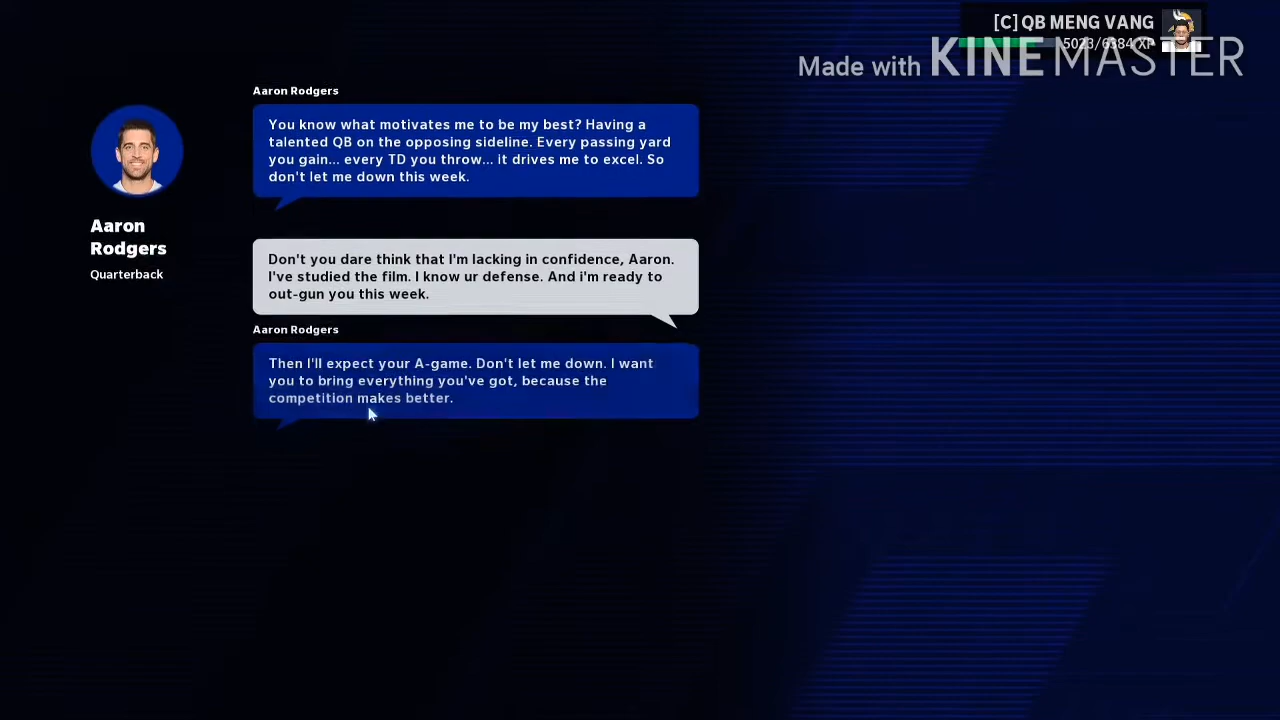 [C] QB MENG VANG
5023/6384 XP
Made with KINEMASTER
Aaron Rodgers
You know what motivates me to be my best? Having a
talented QB on the opposing sideline. Every passing yard
you gain... every TD you throw... it drives me to excel. So
don't let me down this week.
Aaron
Rodgers
Quarterback
Don't you dare think that I'm lacking in confidence, Aaron.
I've studied the film. I know ur defense. And i'm ready to
out-gun you this week.
Aaron Rodgers
Then I'll expect your A-game. Don't let me down. I want
you to bring everything you've got, because the
competition makes better.